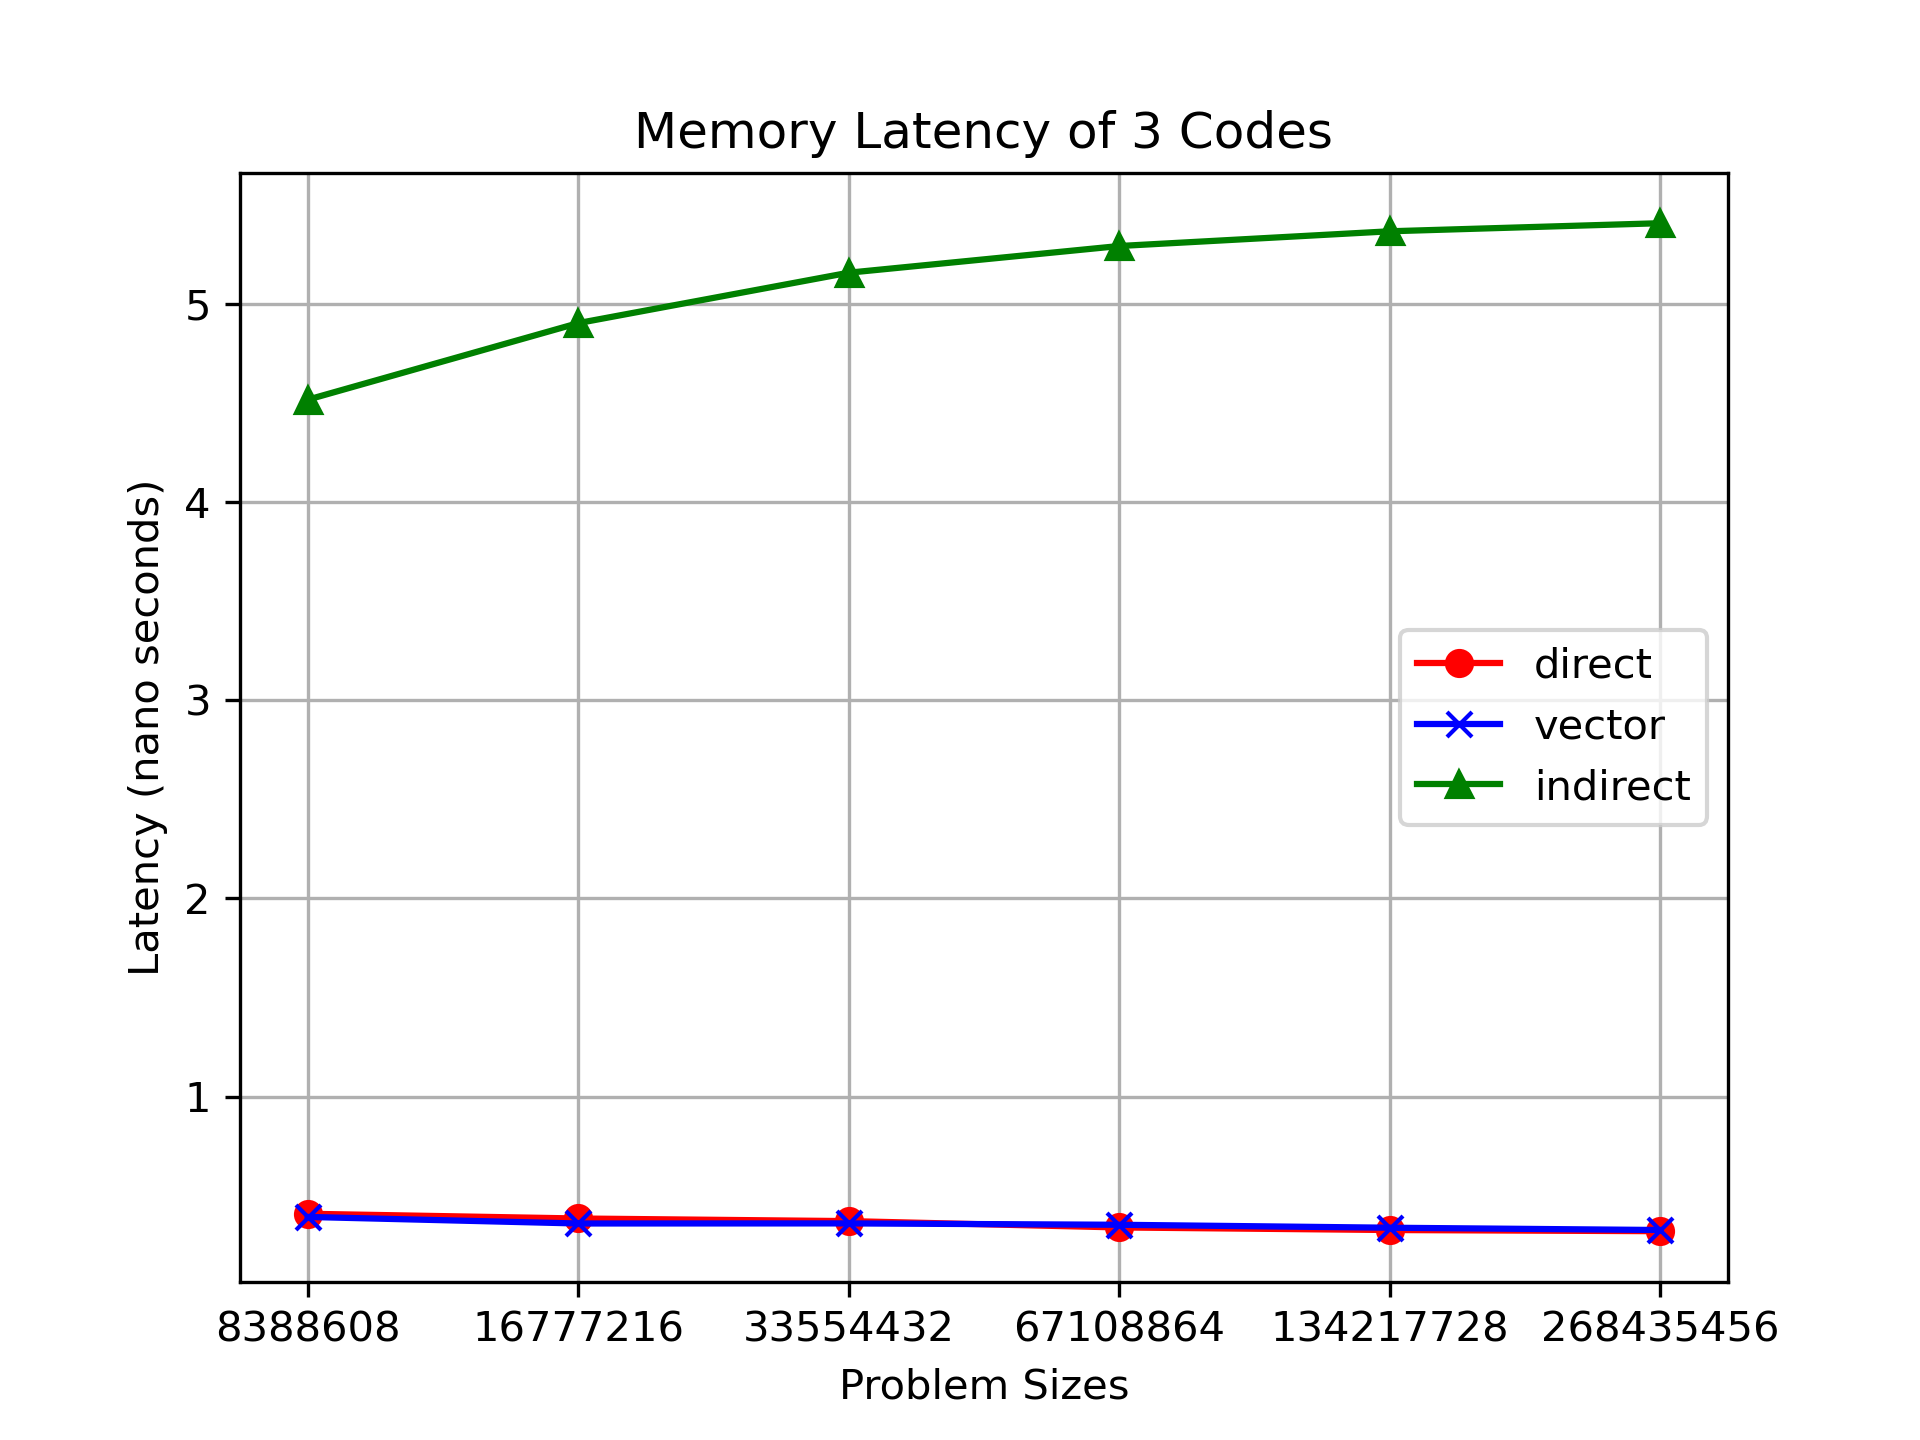 Memory Latency of 3 Codes
Latency (nano seconds)
5
4
3
2
1
direct
vector
indirect
8388608 16777216 33554432 67108864 134217728 268435456
Problem Sizes